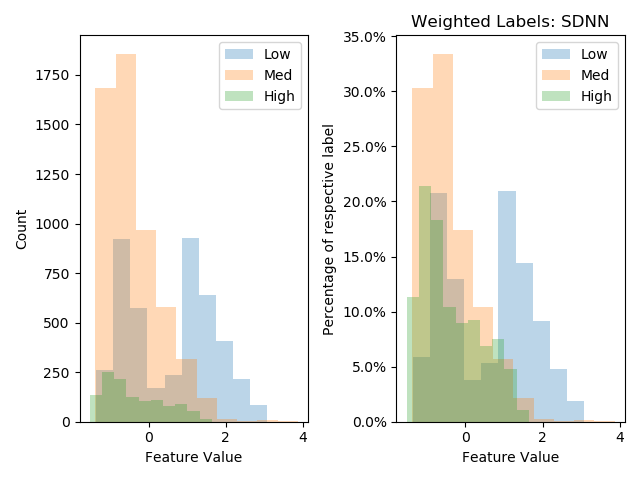 Weighted Labels: SDNN
Count
1750
1500
1250
1000
750
500
250
0
Low
Med
High
0
2
4
Feature Value
Percentage of respective label
35.0%
30.0%
25.0%
20.0%
15.0%
10.0%
5.0%
0.0%
Low
Med
High
0
2
4
Feature Value